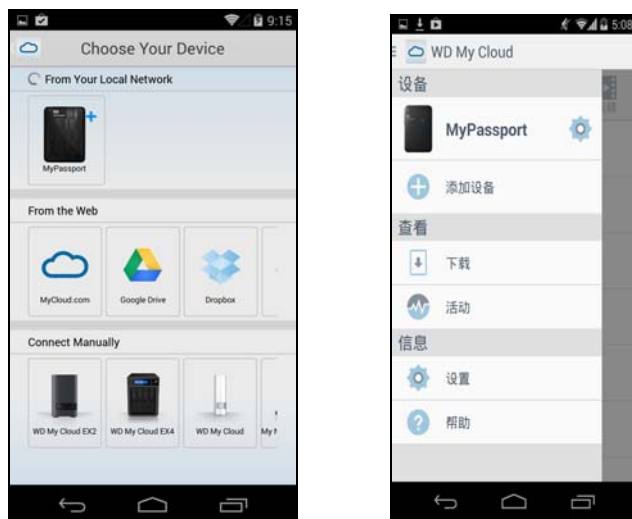 9:15
Choose Your Device
From Your Local Network
MyPassport
From the Web
MyCloud.com
Google Drive
Dropbox
Connect Manually
WD My Cloud EX2
WD My Cloud EX4
WD My Cloud
My
5:08
WD My Cloud
设备
MyPassport
添加设备
查看
下载
活动
信息
设置
帮助